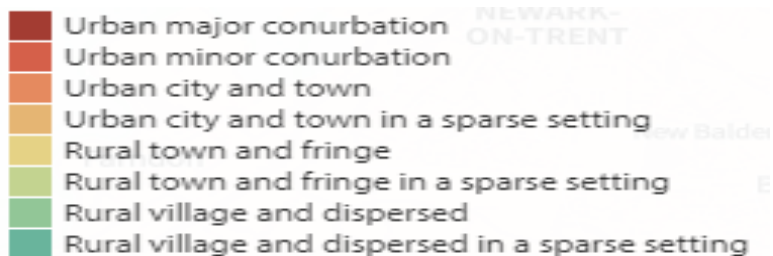 NEWARK-
ON-TRENT
Urban major conurbation
Urban minor conurbation
Urban city and town
Urban city and town in a sparse setting
New Balder
Rural town and fringe
Rural town and fringe in a sparse setting
Rural village and dispersed
Rural village and dispersed in a sparse setting